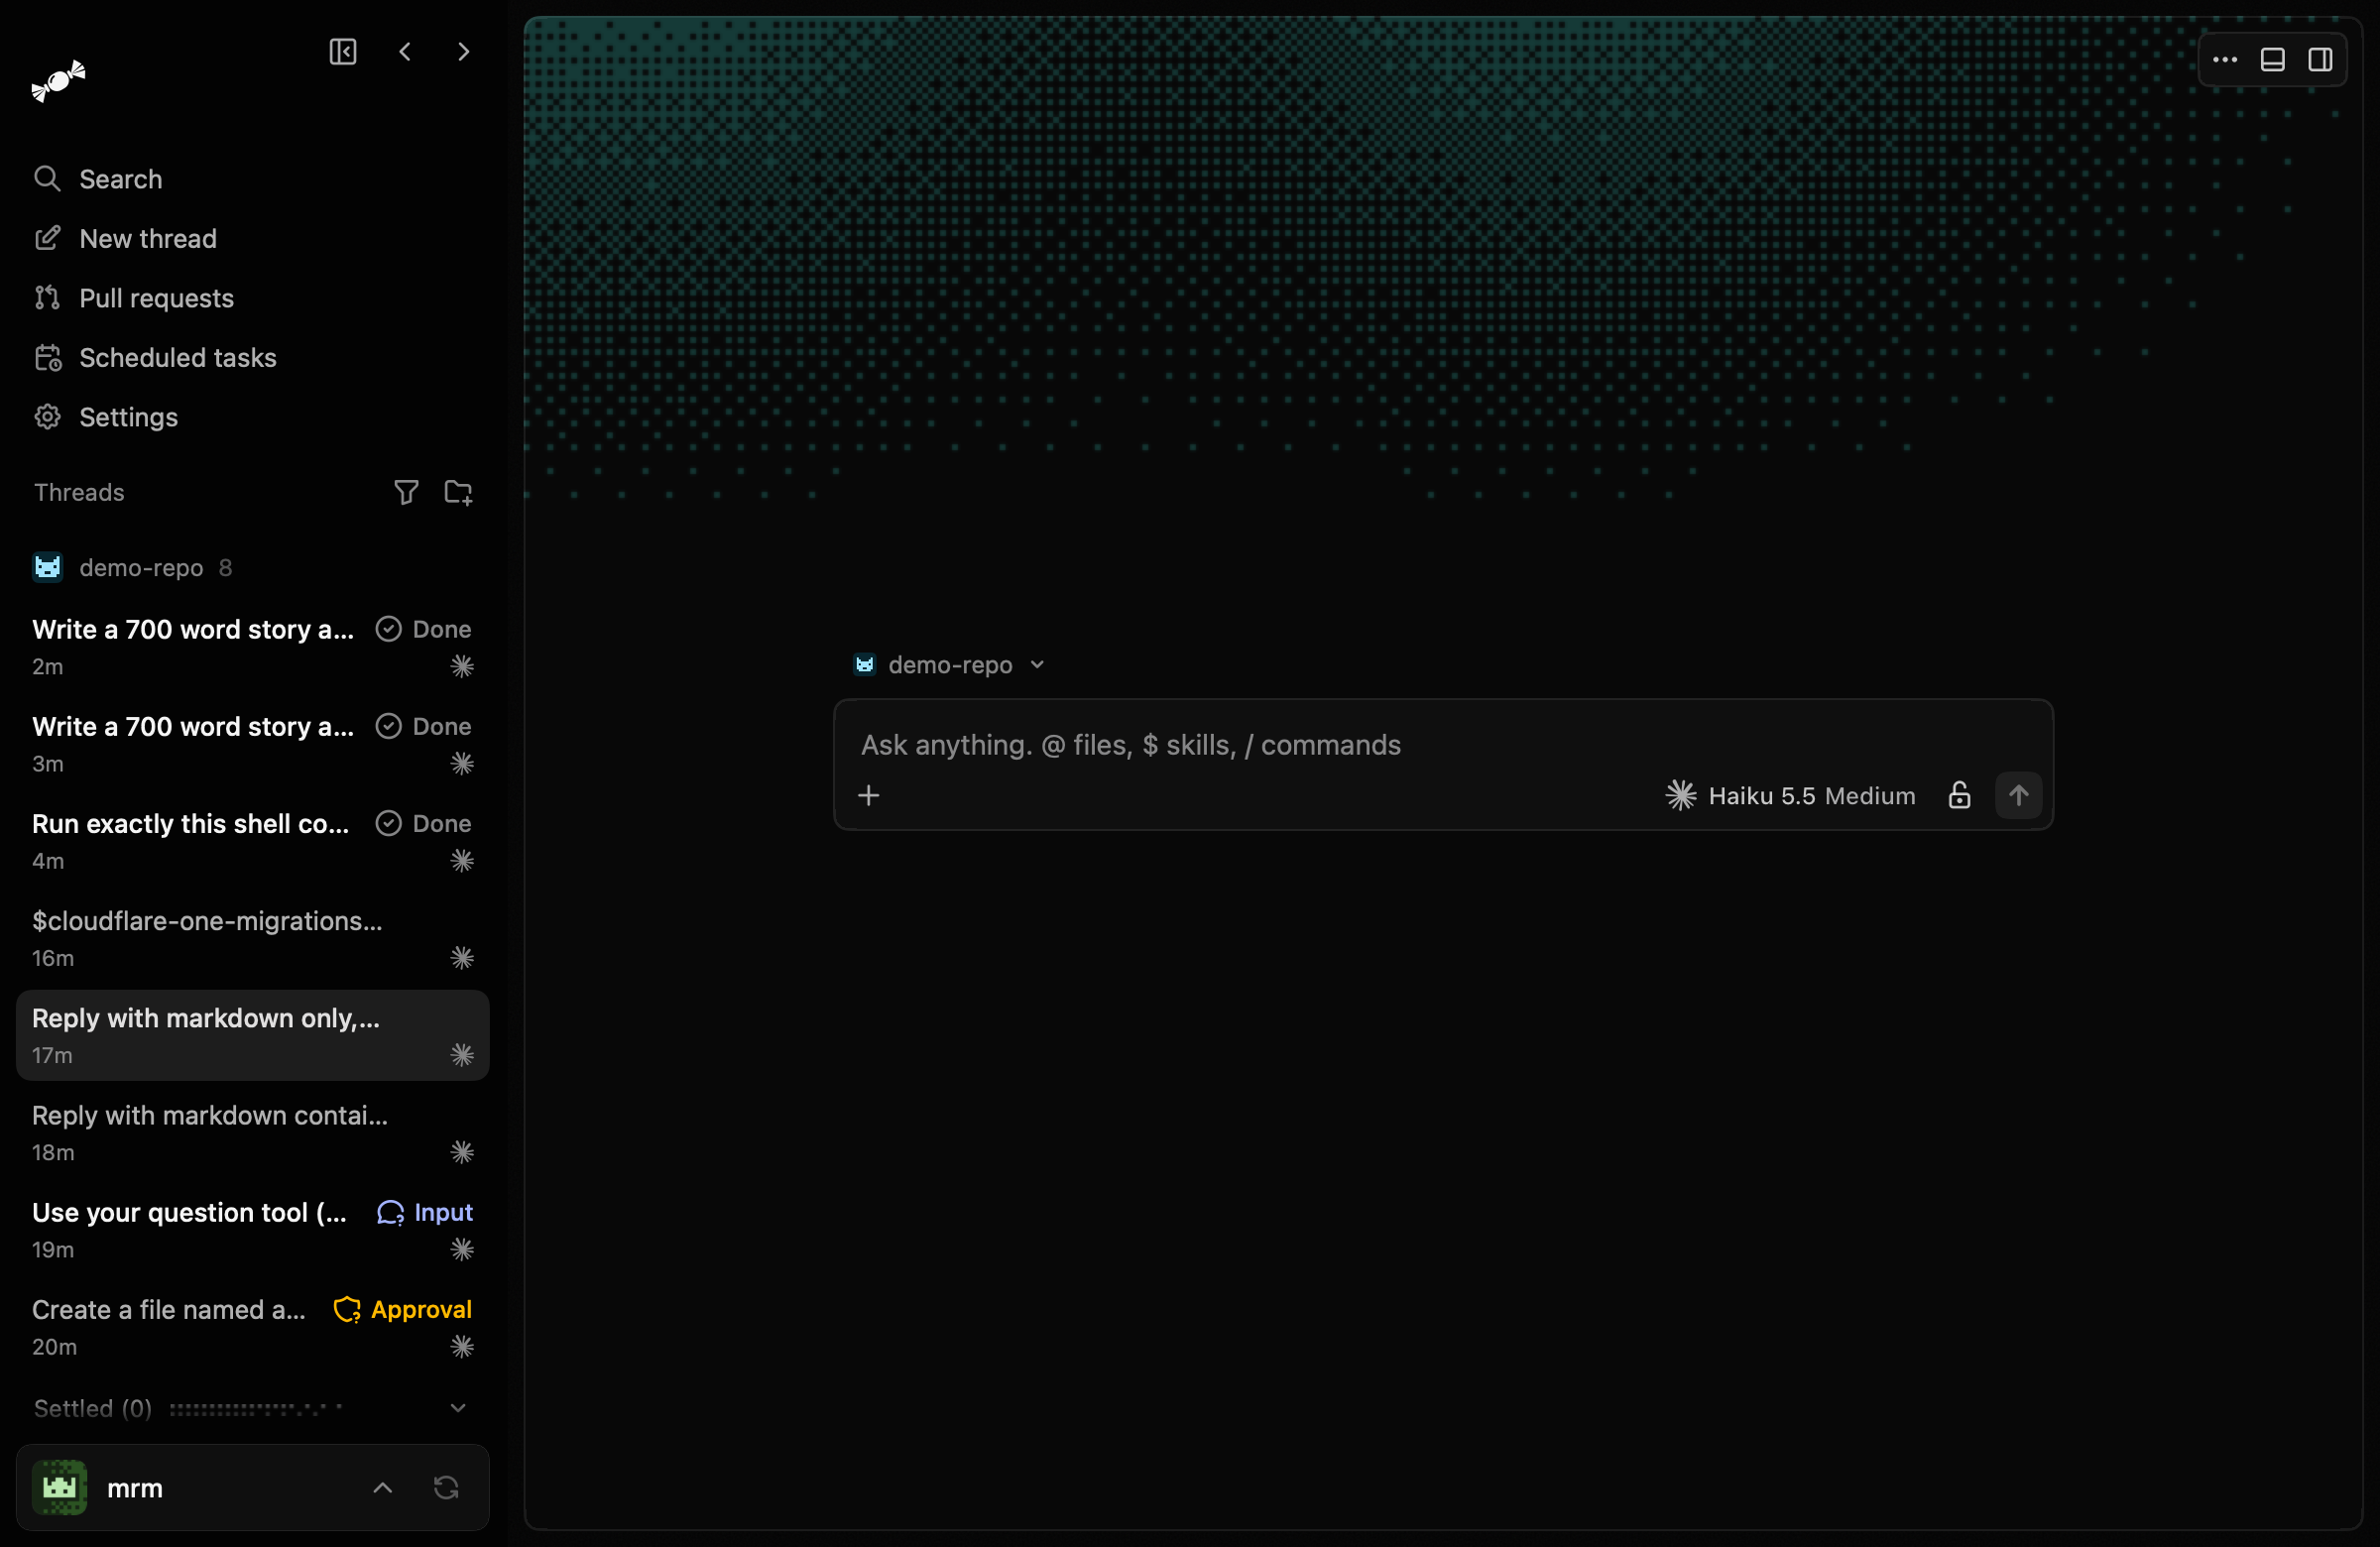 Search
New thread
Pull requests
Scheduled tasks
Settings
Threads
demo-repo 8
Write a 700 word story a... Done
2m
Write a 700 word story a... Done
3m
Run exactly this shell co... Done
4m
$cloudflare-one-migrations...
16m
Reply with markdown only,...
17m
Reply with markdown contai...
18m
Use your question tool (... Input
19m
Create a file named a... Approval
20m
Settled (0)
mrm
demo-repo
Ask anything. @ files, $ skills, / commands
Haiku 5.5 Medium